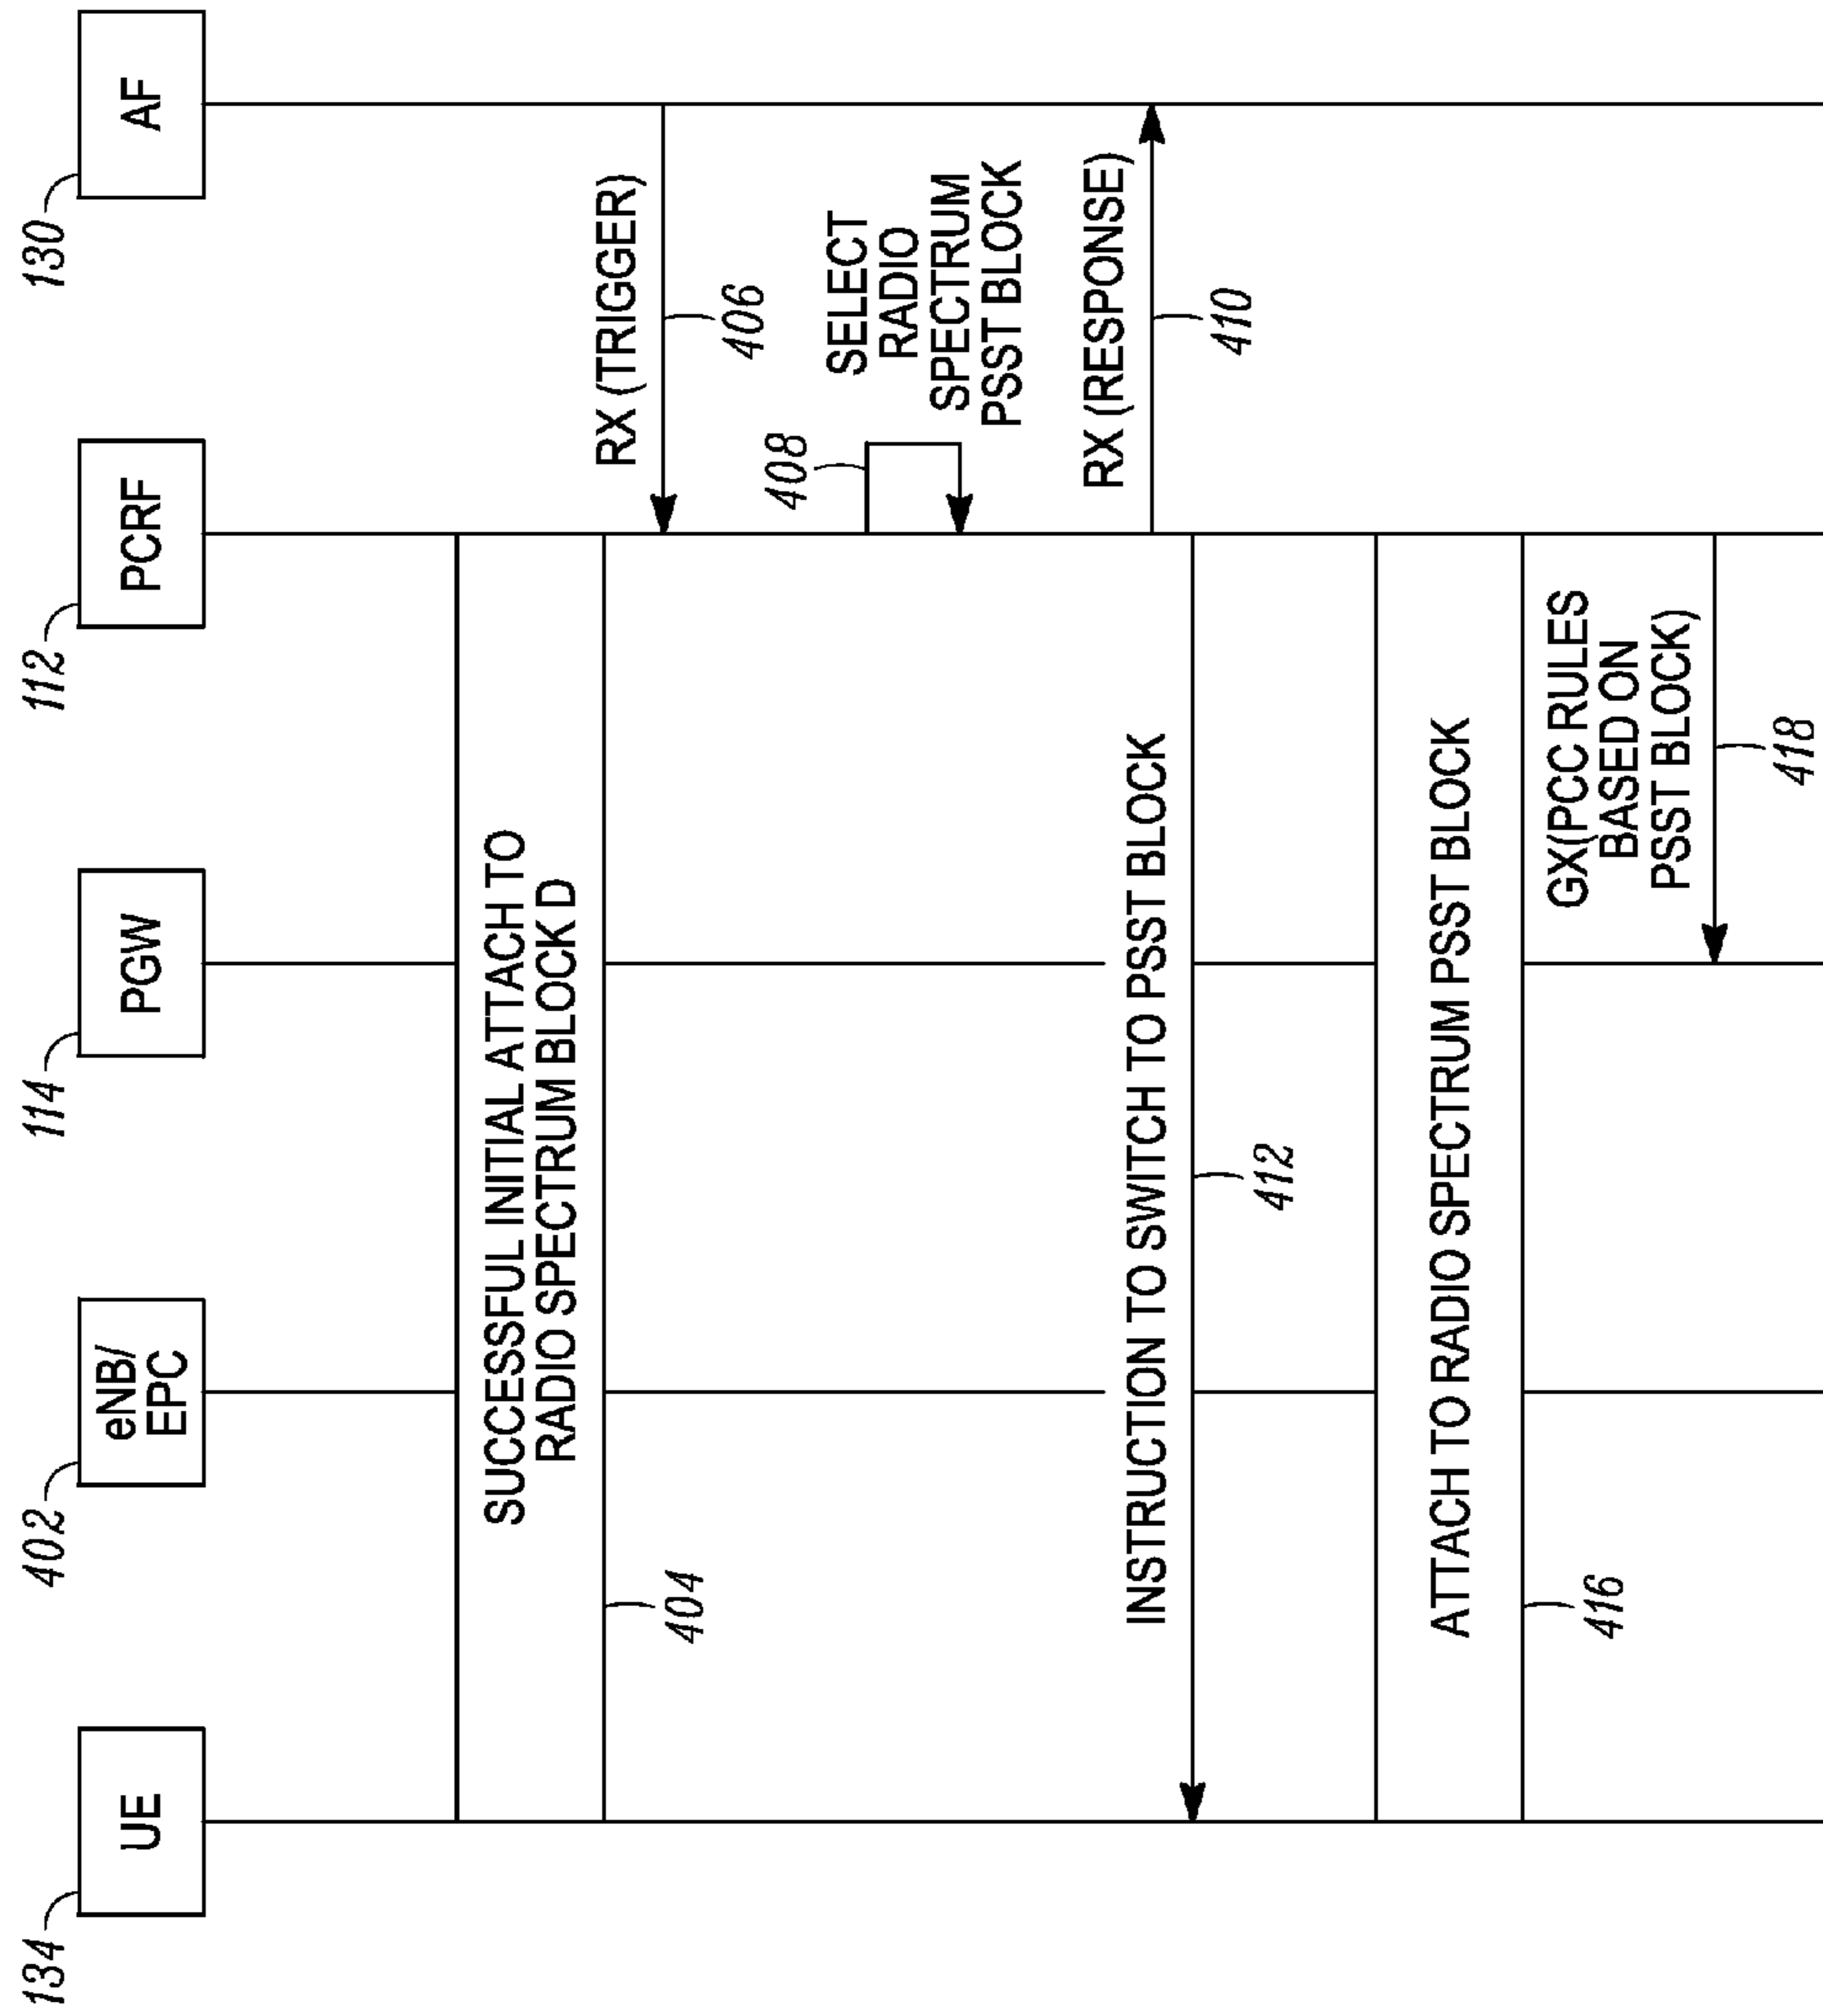 134
402
114
112
130
UE
eNB/
EPC
PGW
PCRF
AF
SUCCESSFUL INITIAL ATTACH TO
RADIO SPECTRUM BLOCK D
404
RX (TRIGGER)
406
408
SELECT
RADIO
SPECTRUM
PSST BLOCK
RX (RESPONSE)
410
INSTRUCTION TO SWITCH TO PSST BLOCK
412
ATTACH TO RADIO SPECTRUM PSST BLOCK
416
GX(PCC RULES
BASED ON
PSST BLOCK)
418